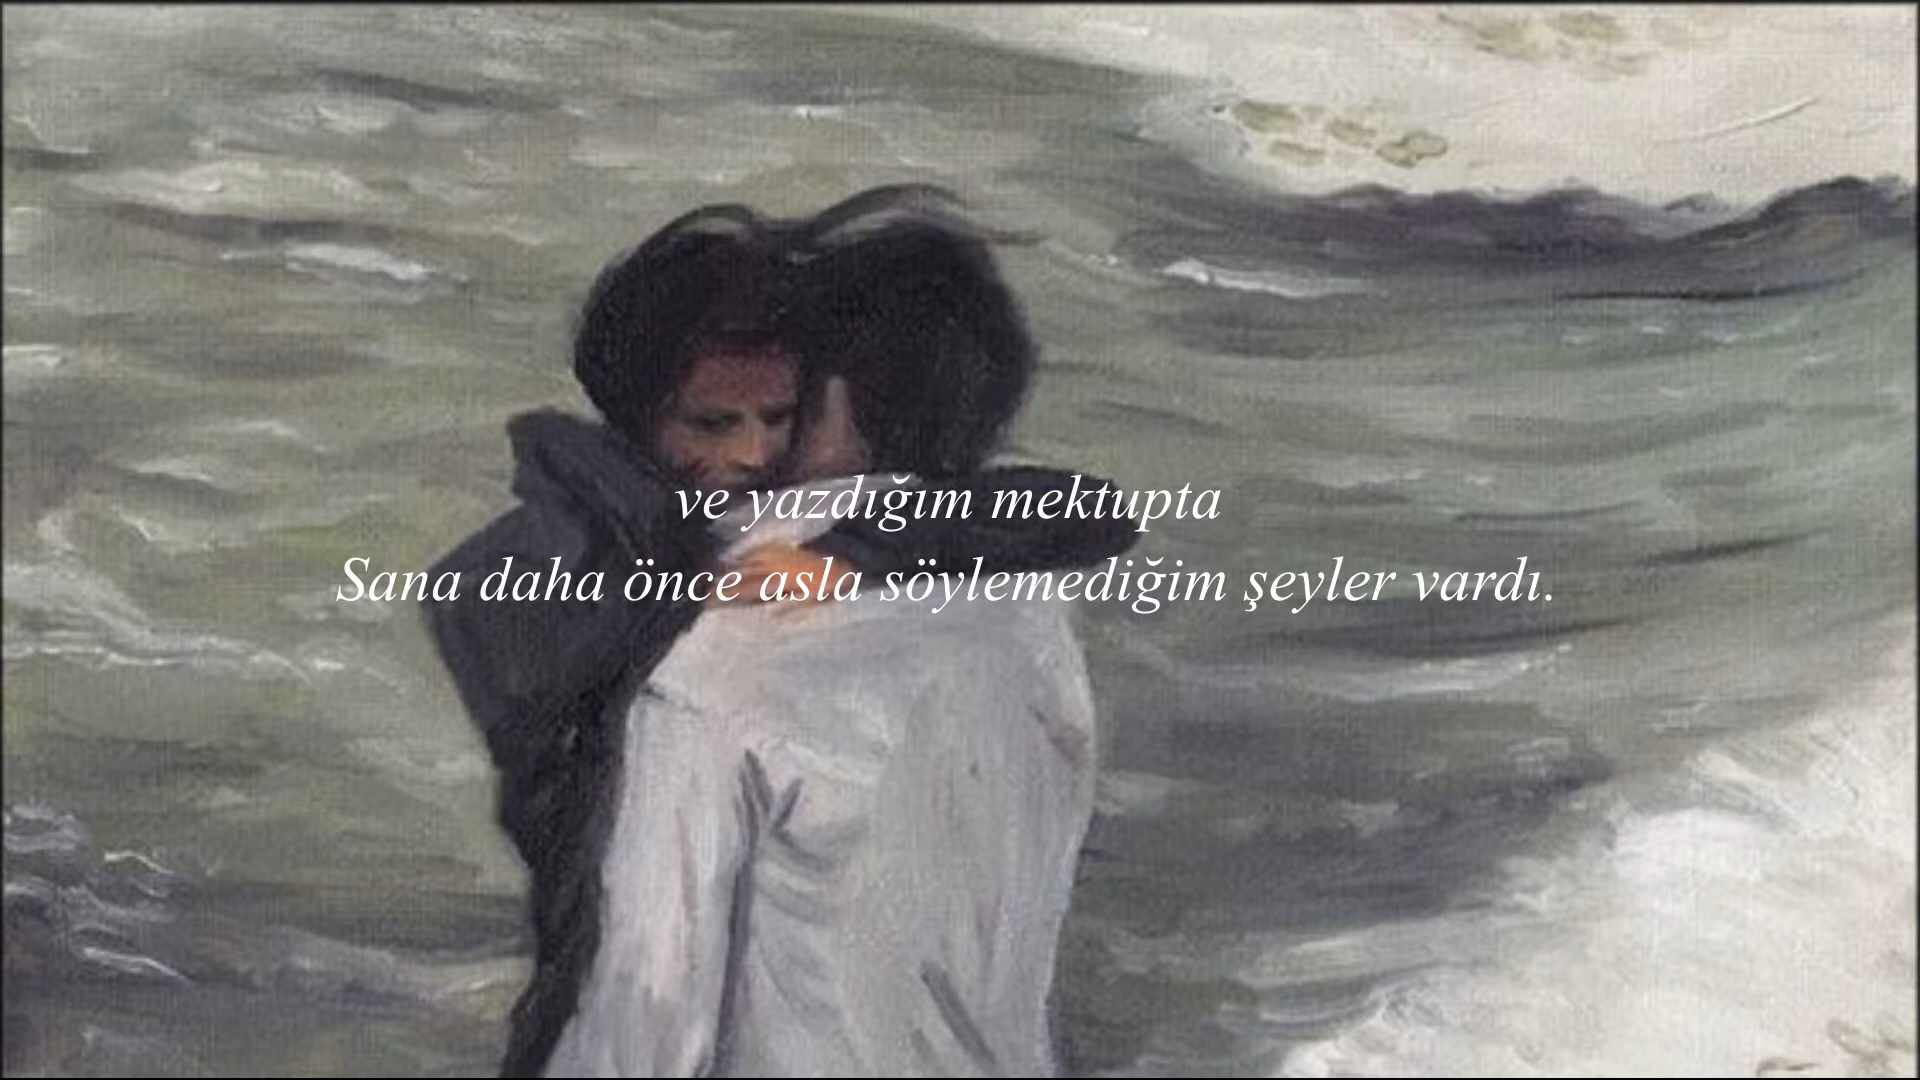 ve yazdığım mektupta
Sana daha önce asla söylemediğim şeyler vardı.